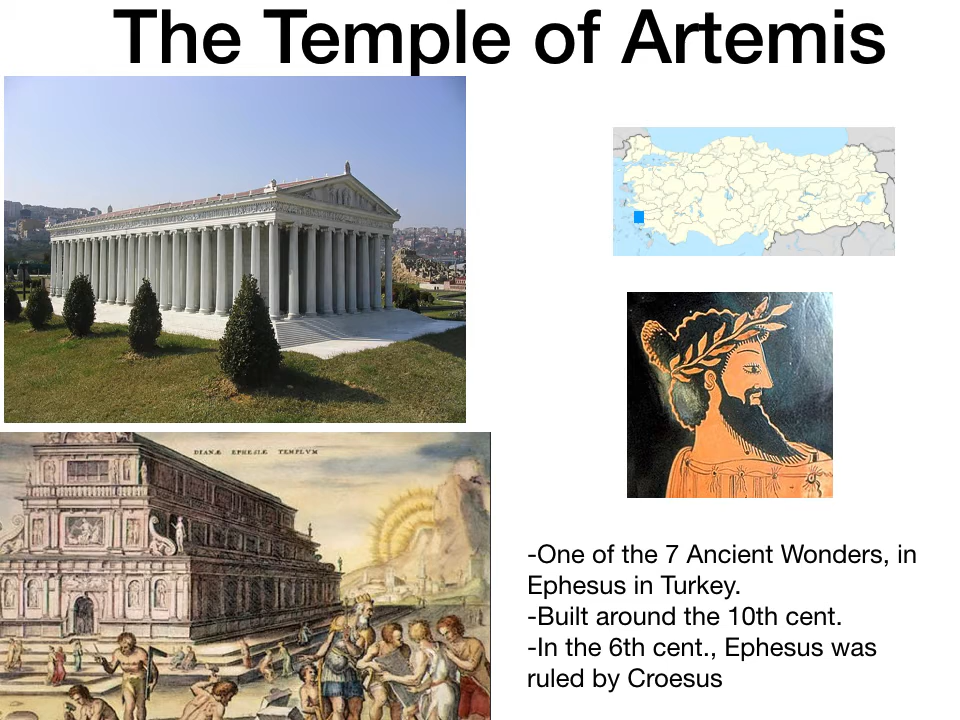 The Temple of Artemis
DIANÆ EPHESIÆ TEMPLVM
-One of the 7 Ancient Wonders, in
Ephesus in Turkey.
-Built around the 10th cent.
-In the 6th cent., Ephesus was
ruled by Croesus